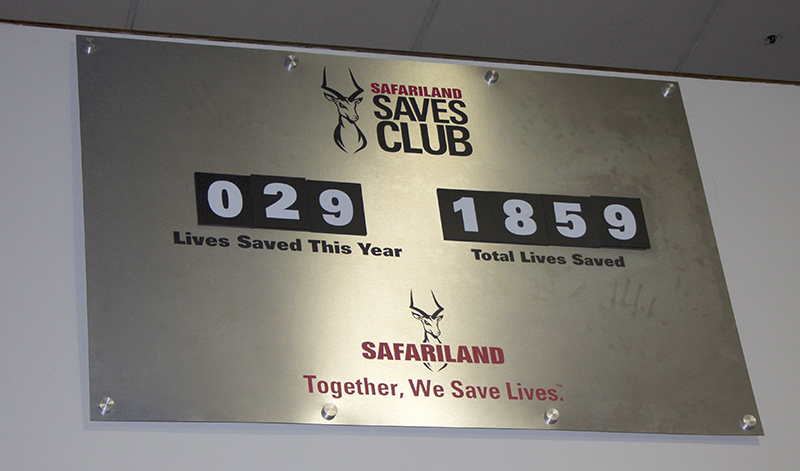 SAFARILAND
SAVES
CLUB
029
Lives Saved This Year
1859
Total Lives Saved
SAFARILAND
Together, We Save Lives.™